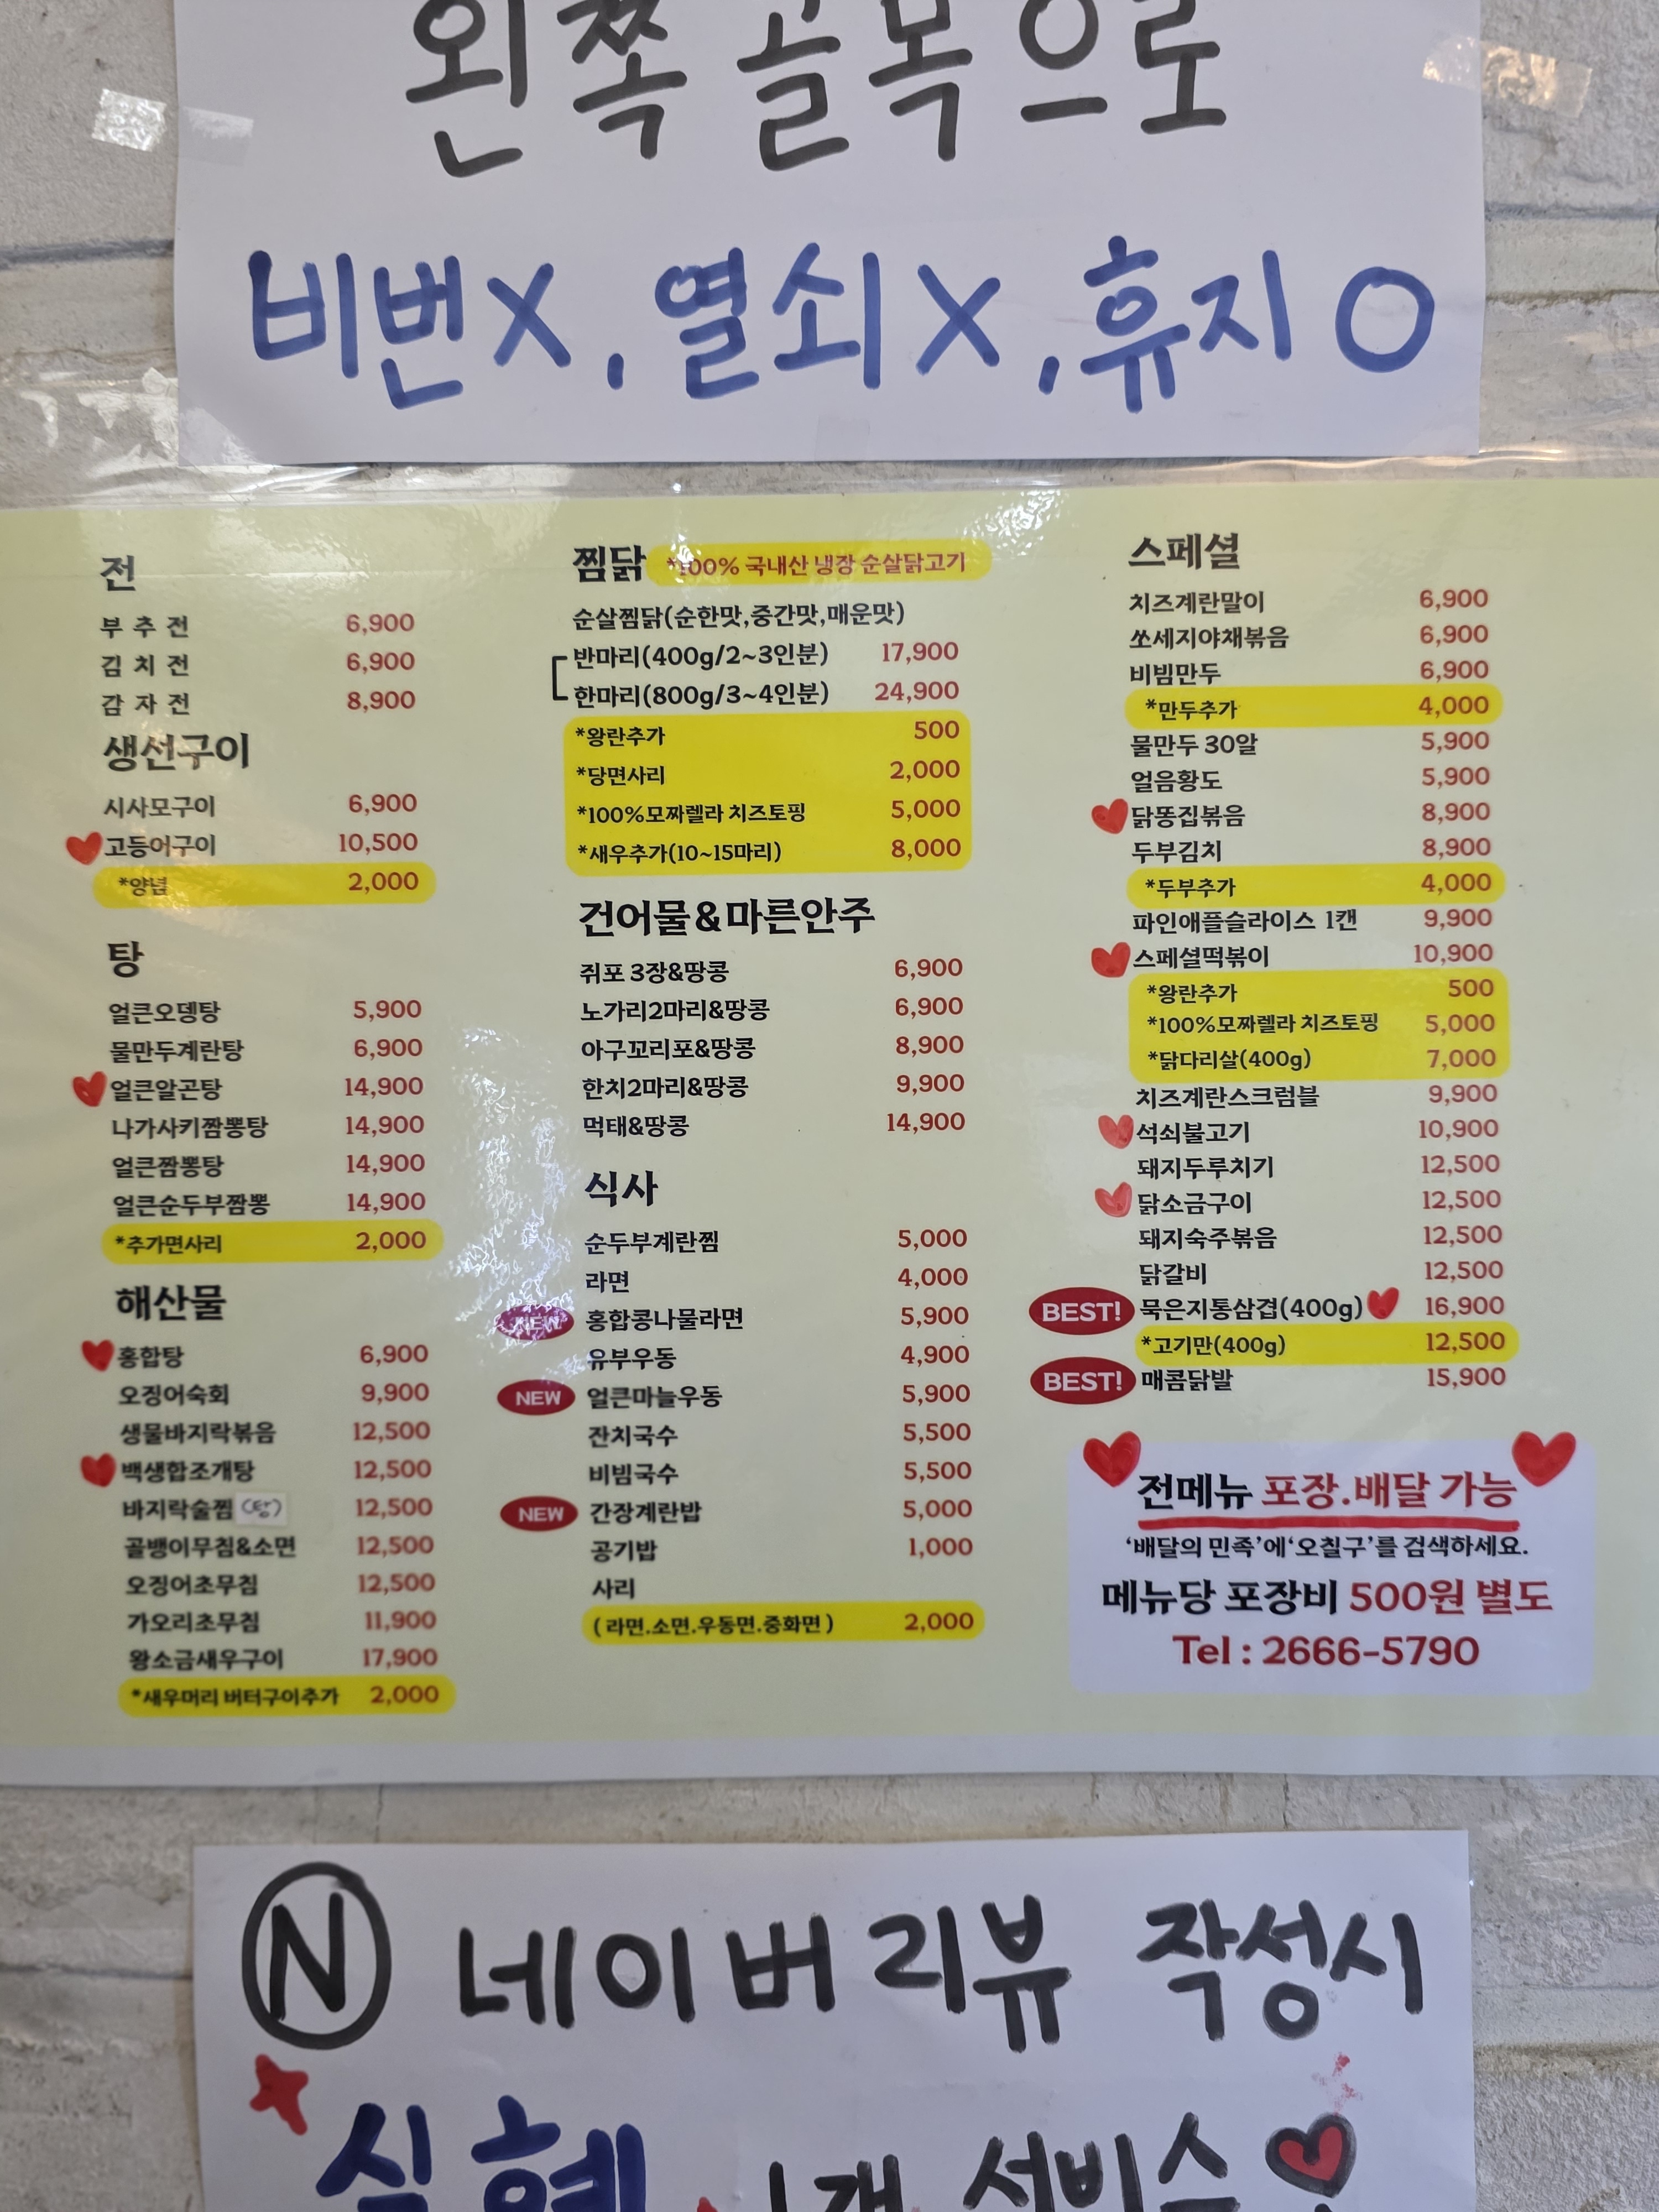 왼쪽 골목으로
비번X, 열쇠X, 휴지 O
전
부 추 전 6,900
김 치 전 6,900
감 자 전 8,900
생선구이
시사모구이 6,900
고등어구이 10,500
*양념 2,000
탕
얼큰오뎅탕 5,900
물만두계란탕 6,900
얼큰알곤탕 14,900
나가사키짬뽕탕 14,900
얼큰짬뽕탕 14,900
얼큰순두부짬뽕 14,900
*추가면사리 2,000
해산물
홍합탕 6,900
오징어숙회 9,900
생물바지락볶음 12,500
백생합조개탕 12,500
바지락술찜(탕) 12,500
골뱅이무침&소면 12,500
오징어초무침 12,500
가오리초무침 11,900
왕소금새우구이 17,900
*새우머리 버터구이추가 2,000
찜닭 *100% 국내산 냉장 순살닭고기
순살찜닭(순한맛,중간맛,매운맛)
반마리(400g/2~3인분) 17,900
한마리(800g/3~4인분) 24,900
*왕란추가 500
*당면사리 2,000
*100%모짜렐라 치즈토핑 5,000
*새우추가(10~15마리) 8,000
건어물&마른안주
쥐포 3장&땅콩 6,900
노가리2마리&땅콩 6,900
아구꼬리포&땅콩 8,900
한치2마리&땅콩 9,900
먹태&땅콩 14,900
식사
순두부계란찜 5,000
라면 4,000
NEW 홍합콩나물라면 5,900
유부우동 4,900
NEW 얼큰마늘우동 5,900
잔치국수 5,500
비빔국수 5,500
NEW 간장계란밥 5,000
공기밥 1,000
사리
(라면.소면.우동면.중화면) 2,000
스페셜
치즈계란말이 6,900
쏘세지야채볶음 6,900
비빔만두 6,900
*만두추가 4,000
물만두 30알 5,900
얼음황도 5,900
닭똥집볶음 8,900
두부김치 8,900
*두부추가 4,000
파인애플슬라이스 1캔 9,900
스페셜떡볶이 10,900
*왕란추가 500
*100%모짜렐라 치즈토핑 5,000
*닭다리살(400g) 7,000
치즈계란스크럼블 9,900
석쇠불고기 10,900
돼지두루치기 12,500
닭소금구이 12,500
돼지숙주볶음 12,500
닭갈비 12,500
BEST! 묵은지통삼겹(400g) 16,900
*고기만(400g) 12,500
BEST! 매콤닭발 15,900
전메뉴 포장.배달 가능
'배달의 민족'에'오칠구'를 검색하세요.
메뉴당 포장비 500원 별도
Tel : 2666-5790
N 네이버리뷰 작성시
식혜 1캔 서비스